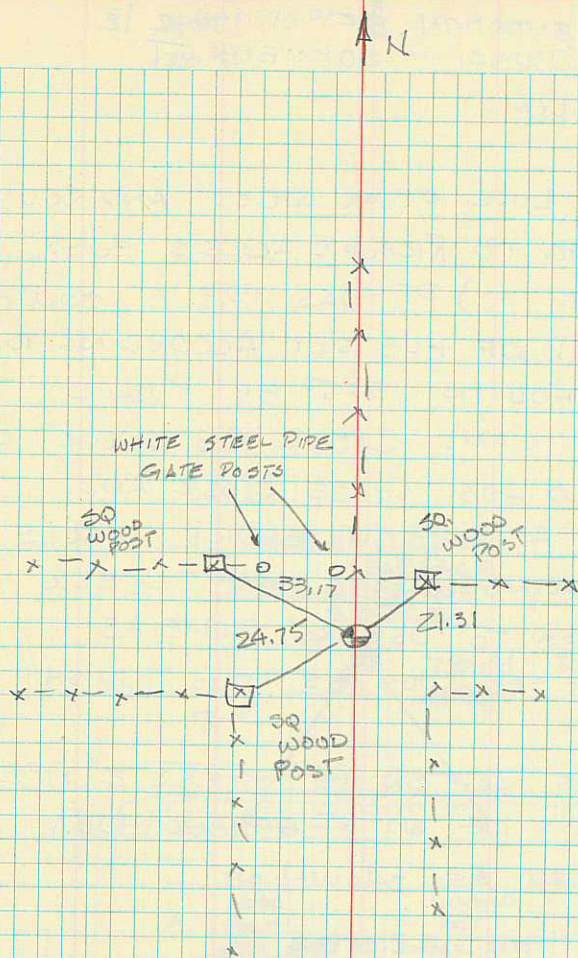 N
WHITE STEEL PIPE
GATE POSTS
SQ
WOOD
POST
SQ.
WOOD
POST
33.17
24.75
21.31
SQ
WOOD
POST